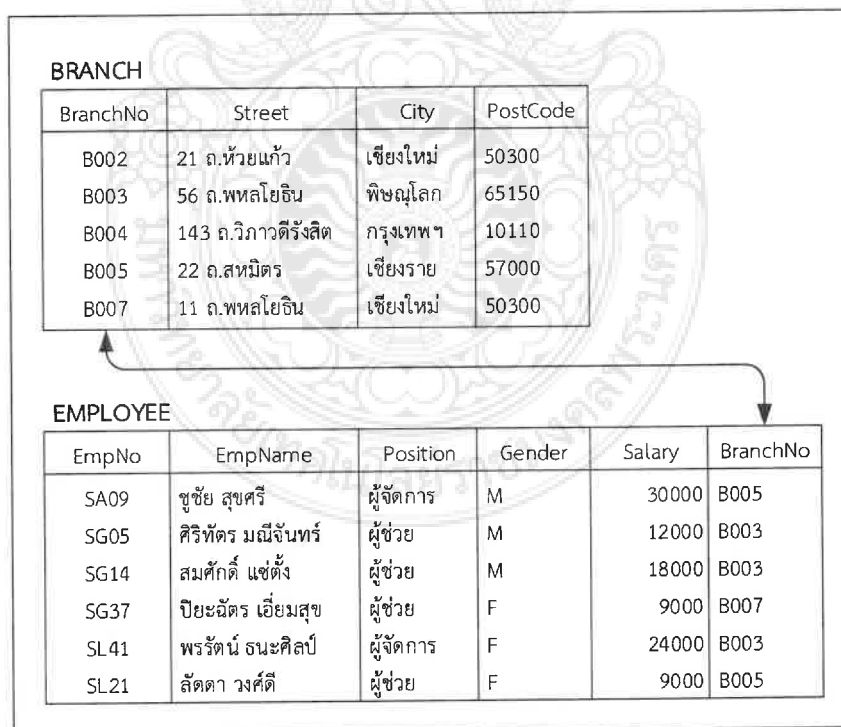 BRANCH
BranchNo Street City PostCode
B002 21 ถ.ห้วยแก้ว เชียงใหม่ 50300
B003 56 ถ.พหลโยธิน พิษณุโลก 65150
B004 143 ถ.วิภาวดีรังสิต กรุงเทพฯ 10110
B005 22 ถ.สหมิตร เชียงราย 57000
B007 11 ถ.พหลโยธิน เชียงใหม่ 50300
EMPLOYEE
EmpNo EmpName Position Gender Salary BranchNo
SA09 ชูชัย สุขศรี ผู้จัดการ M 30000 B005
SG05 ศิริทัตร มณีจันทร์ ผู้ช่วย M 12000 B003
SG14 สมศักดิ์ แซ่ตั้ง ผู้ช่วย M 18000 B003
SG37 ปิยะฉัตร เอี่ยมสุข ผู้ช่วย F 9000 B007
SL41 พรรัตน์ ธนะศิลป์ ผู้จัดการ F 24000 B003
SL21 ลัดดา วงศ์ดี ผู้ช่วย F 9000 B005